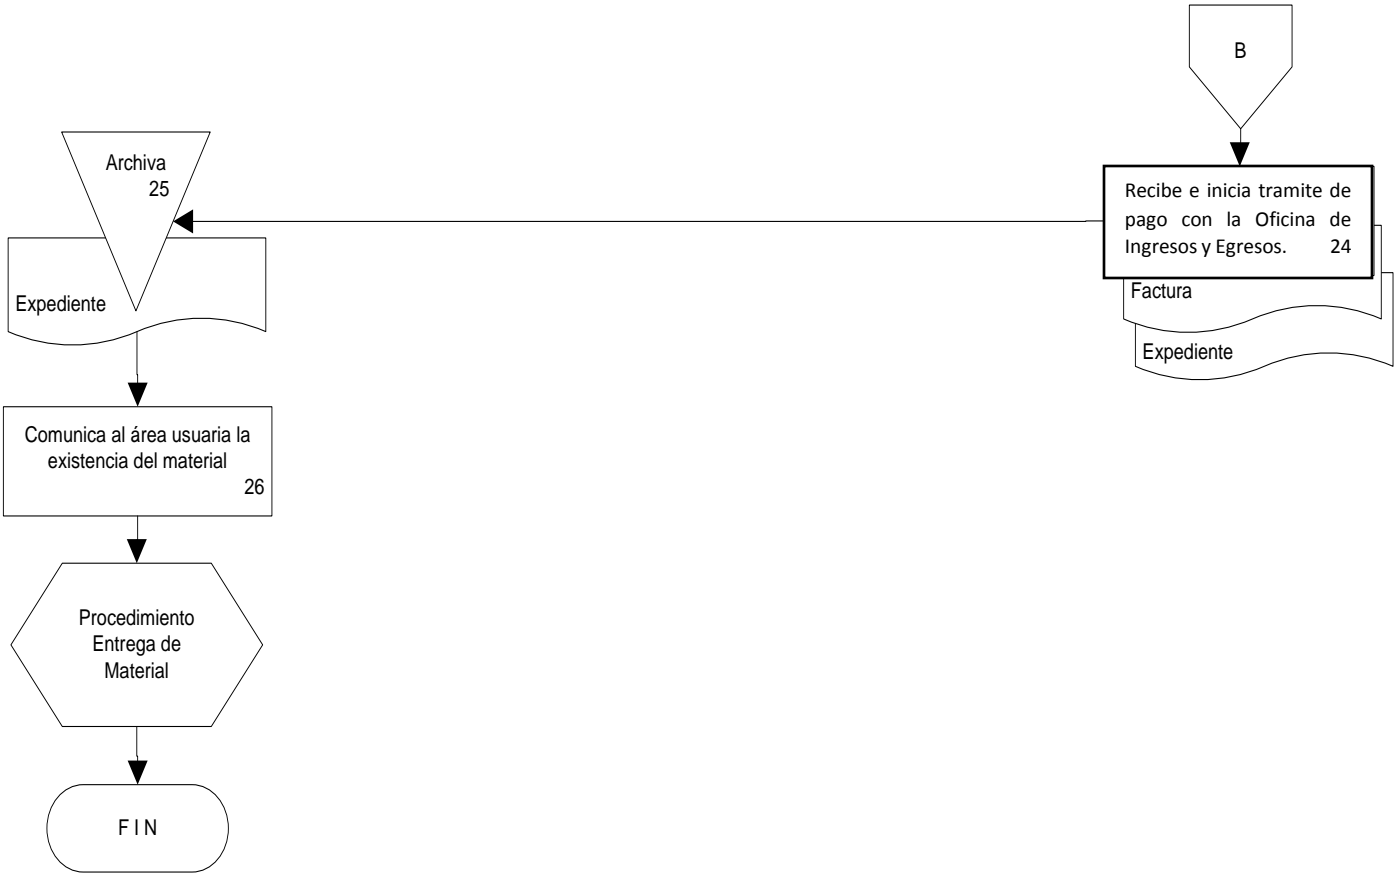 B
Recibe e inicia tramite de
pago con la Oficina de
Ingresos y Egresos. 24
Factura
Expediente
Archiva
25
Expediente
Comunica al área usuaria la
existencia del material
26
Procedimiento
Entrega de
Material
F I N